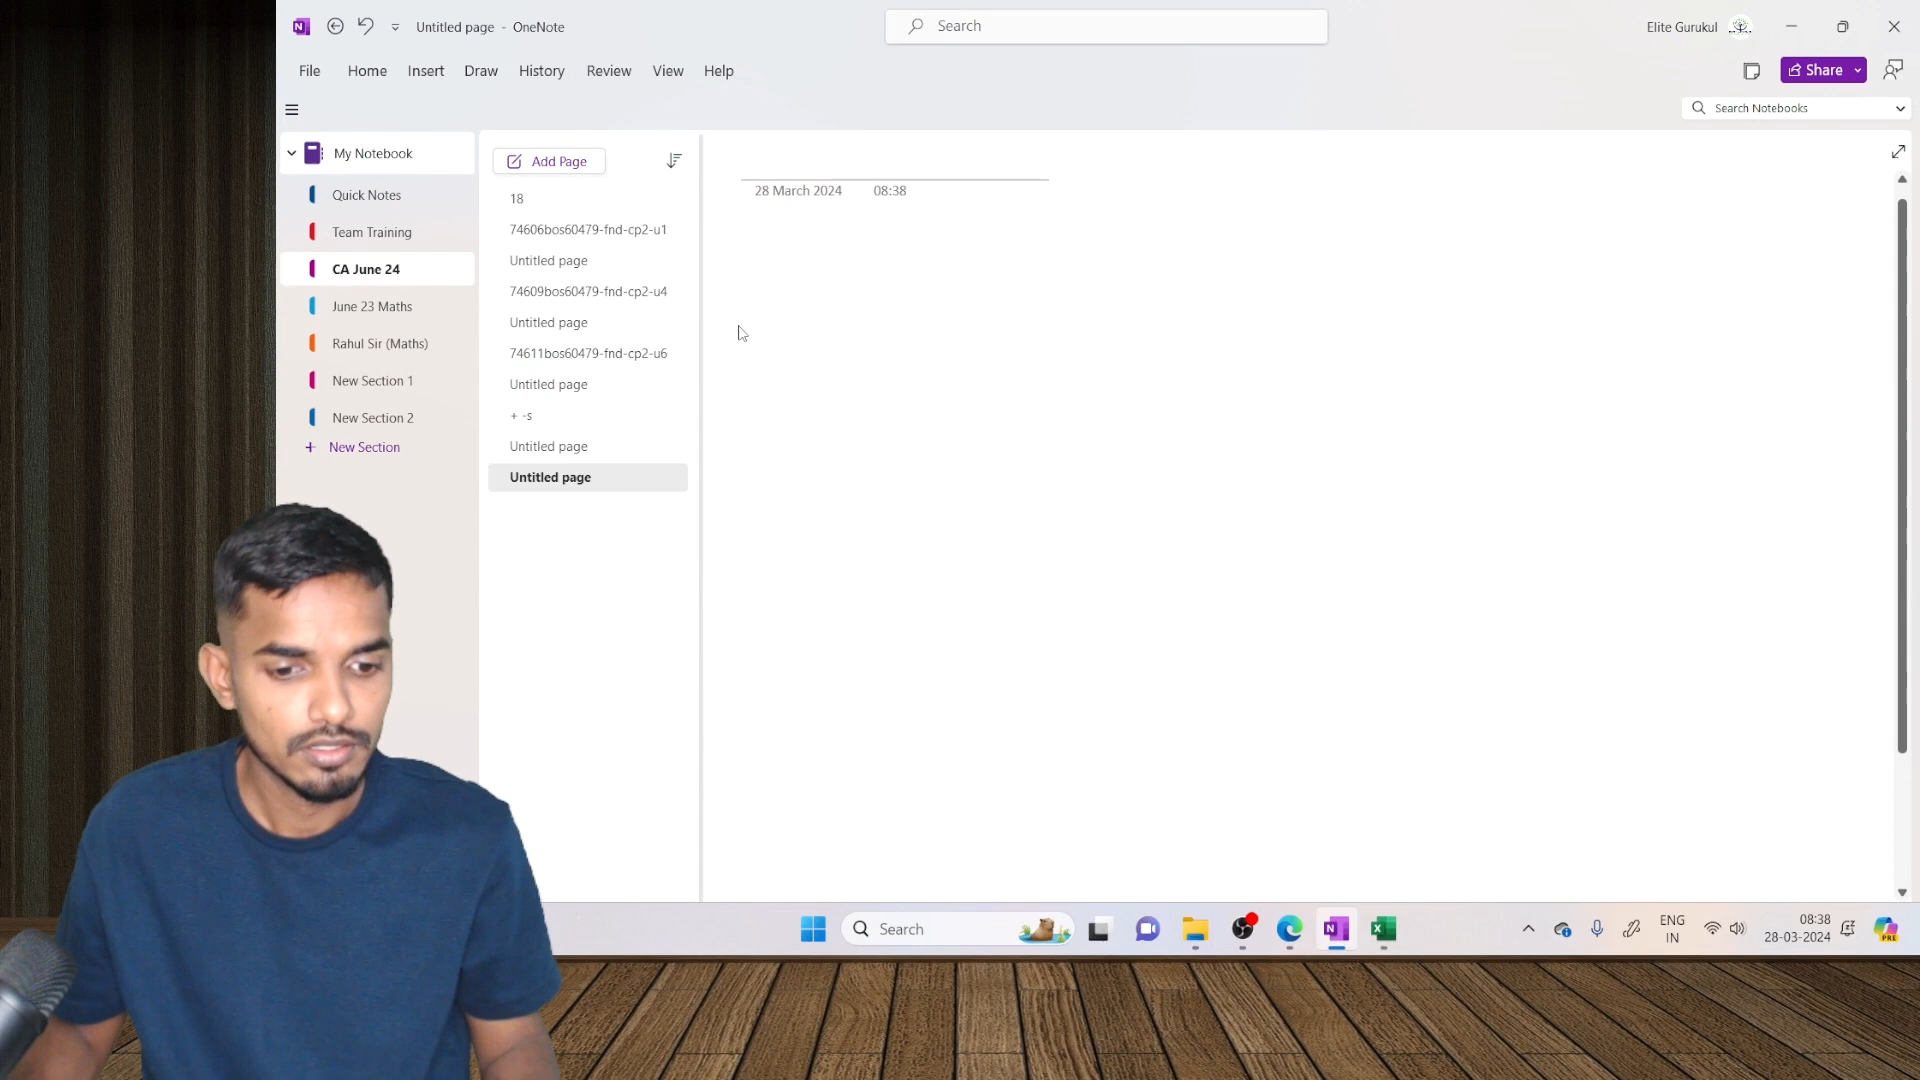 Untitled page - OneNote
Search
Elite Gurukul
File Home Insert Draw History Review View Help
Share
Search Notebooks
My Notebook
Quick Notes
Team Training
CA June 24
June 23 Maths
Rahul Sir (Maths)
New Section 1
New Section 2
+ New Section
Add Page
18
74606bos60479-fnd-cp2-u1
Untitled page
74609bos60479-fnd-cp2-u4
Untitled page
74611bos60479-fnd-cp2-u6
Untitled page
+ -s
Untitled page
Untitled page
28 March 2024 08:38
Search
ENG
IN
08:38
28-03-2024
PRE